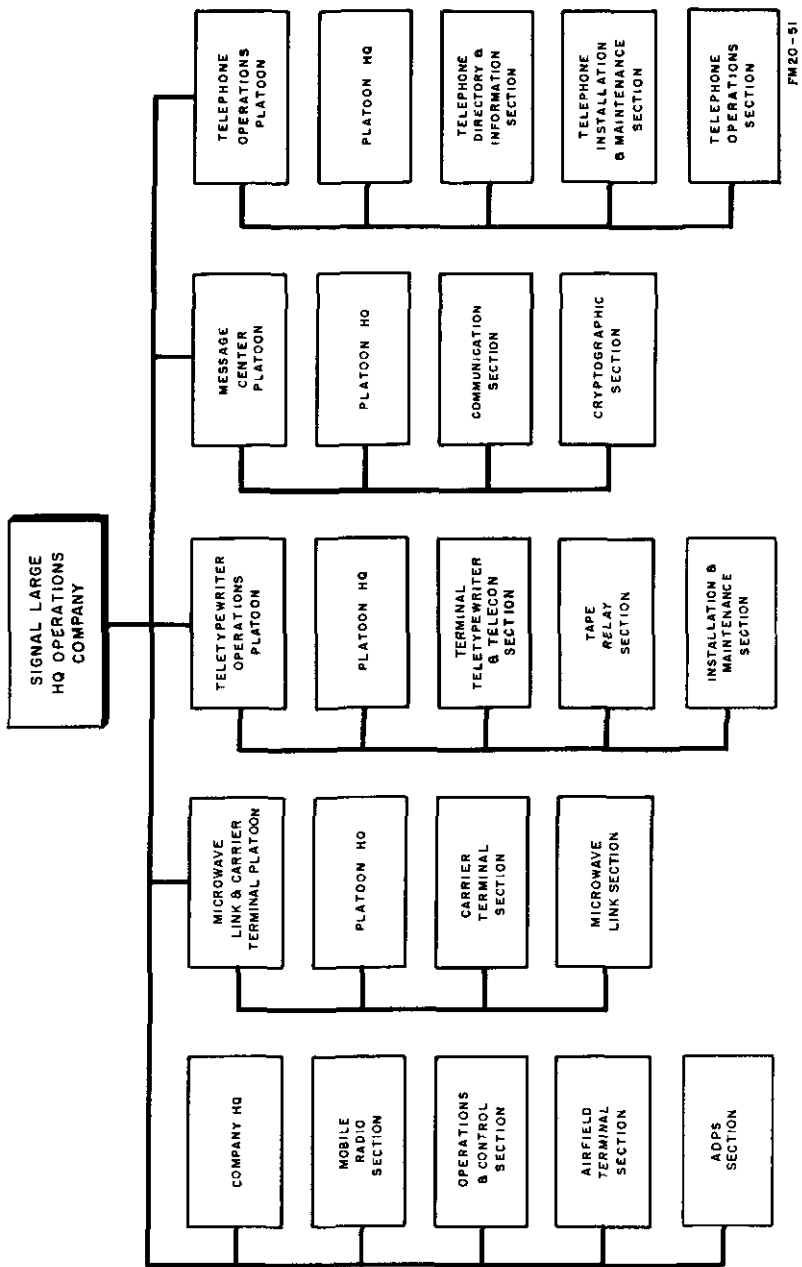 SIGNAL LARGE
HQ OPERATIONS
COMPANY
COMPANY HQ
MOBILE
RADIO
SECTION
OPERATIONS
& CONTROL
SECTION
AIRFIELD
TERMINAL
SECTION
ADPS
SECTION
MICROWAVE
LINK & CARRIER
TERMINAL PLATOON
PLATOON HQ
CARRIER
TERMINAL
SECTION
MICROWAVE
LINK SECTION
TELETYPEWRITER
OPERATIONS
PLATOON
PLATOON HQ
TERMINAL
TELETYPEWRITER
& TELECON
SECTION
TAPE
RELAY
SECTION
INSTALLATION &
MAINTENANCE
SECTION
MESSAGE
CENTER
PLATOON
PLATOON HQ
COMMUNICATION
SECTION
CRYPTOGRAPHIC
SECTION
TELEPHONE
OPERATIONS
PLATOON
PLATOON HQ
TELEPHONE
DIRECTORY &
INFORMATION
SECTION
TELEPHONE
INSTALLATION
& MAINTENANCE
SECTION
TELEPHONE
OPERATIONS
SECTION
FM20-51